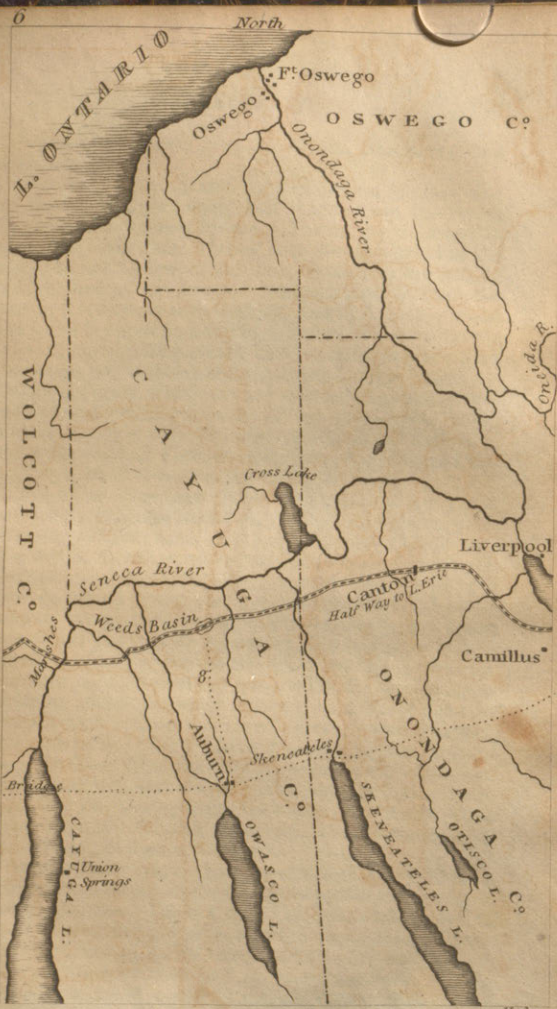 6
North
L. ONTARIO
Ft. Oswego
Oswego
OSWEGO Co.
Onondaga River
Oneida R.
WOLCOTT Co.
CAYUGA Co.
Cross Lake
Seneca River
Liverpool
Canton
Half Way to L. Erie
Weeds Basin
Marshes
Camillus
8
Auburn
Skeneateles
ONONDAGA Co.
Bridge
CAYUGA L.
Union
Springs
OWASCO L.
SKENEATELES L.
OTISCO L.